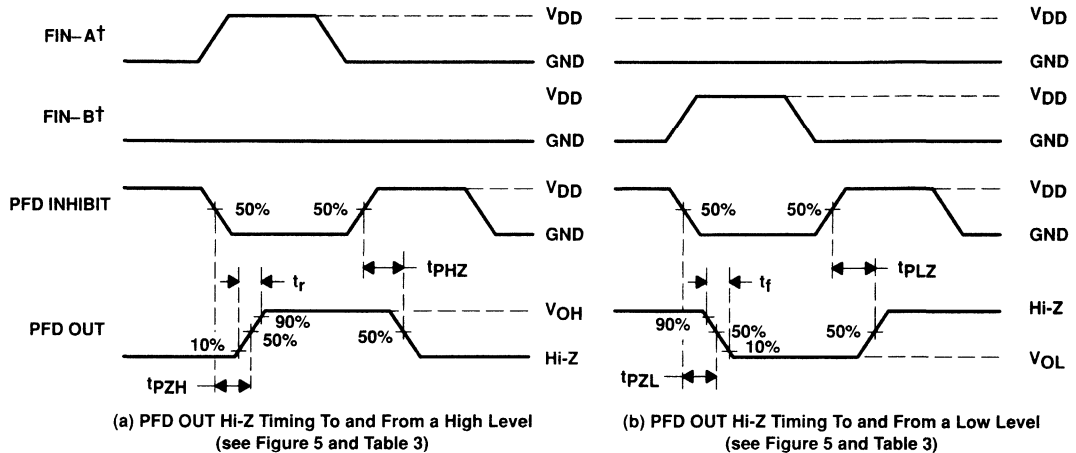 FIN–A†
VDD
GND
VDD
GND
FIN–B†
VDD
GND
VDD
GND
PFD INHIBIT
50%
50%
VDD
GND
50%
50%
VDD
GND
tr
tPHZ
tf
tPLZ
PFD OUT
10%
90%
50%
50%
VOH
Hi-Z
90%
50%
10%
50%
Hi-Z
VOL
tPZH
tPZL
(a) PFD OUT Hi-Z Timing To and From a High Level
(see Figure 5 and Table 3)
(b) PFD OUT Hi-Z Timing To and From a Low Level
(see Figure 5 and Table 3)